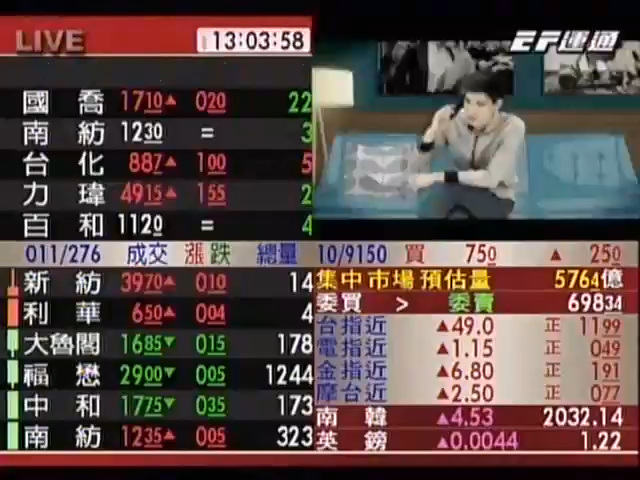 LIVE 13:03:58
EF運通
國喬 1710▲ 020 22
南紡 1230 = 3
台化 887▲ 100 5
力瑋 4915▲ 155 2
百和 1120 = 4
011/276 成交 漲跌 總量
新紡 3970▲ 010 14
利華 650▲ 004 4
大魯閣 1685▼ 015 178
福懋 2900▼ 005 1244
中和 1775▼ 035 173
南紡 1235▲ 005 323
10/9150 買 750 ▲ 250
集中市場預估量 5764億
委買 > 委賣 69834
台指近 ▲49.0 正 1199
電指近 ▲1.15 正 049
金指近 ▲6.80 正 191
摩台近 ▲2.50 正 077
南韓 ▲4.53 2032.14
英鎊 ▲0.0044 1.22